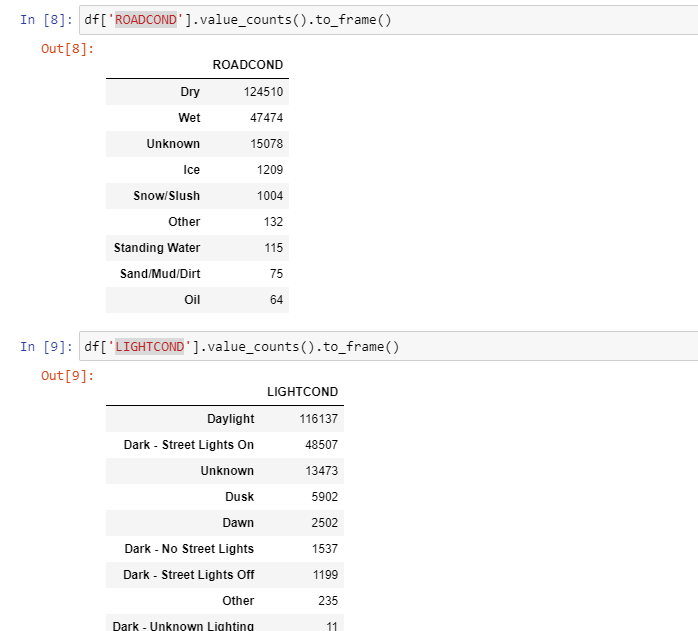 In [8]: df['ROADCOND'].value_counts().to_frame()
Out[8]:
ROADCOND
Dry 124510
Wet 47474
Unknown 15078
Ice 1209
Snow/Slush 1004
Other 132
Standing Water 115
Sand/Mud/Dirt 75
Oil 64
In [9]: df['LIGHTCOND'].value_counts().to_frame()
Out[9]:
LIGHTCOND
Daylight 116137
Dark - Street Lights On 48507
Unknown 13473
Dusk 5902
Dawn 2502
Dark - No Street Lights 1537
Dark - Street Lights Off 1199
Other 235
Dark - Unknown Lighting 11